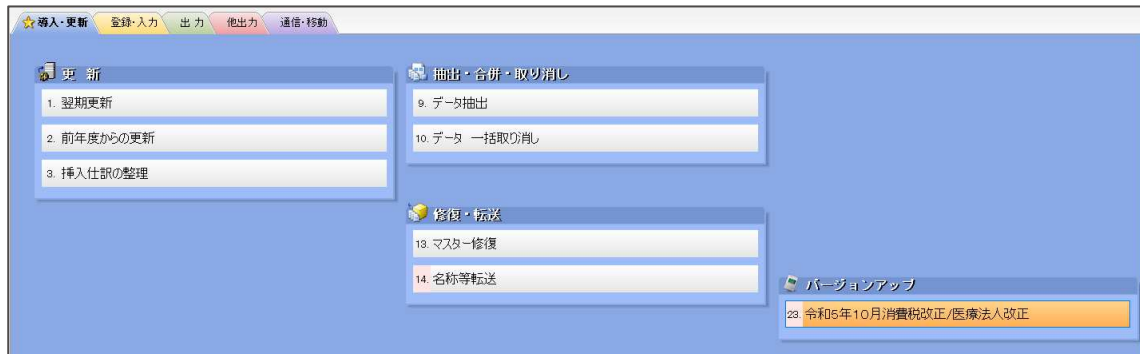 導入・更新 登録・入力 出力 他出力 通信・移動
更 新
1. 翌期更新
2. 前年度からの更新
3. 挿入仕訳の整理
抽出・合併・取り消し
9. データ抽出
10. データ 一括取り消し
修復・転送
13. マスター修復
14. 名称等転送
バージョンアップ
23. 令和5年10月消費税改正/医療法人改正